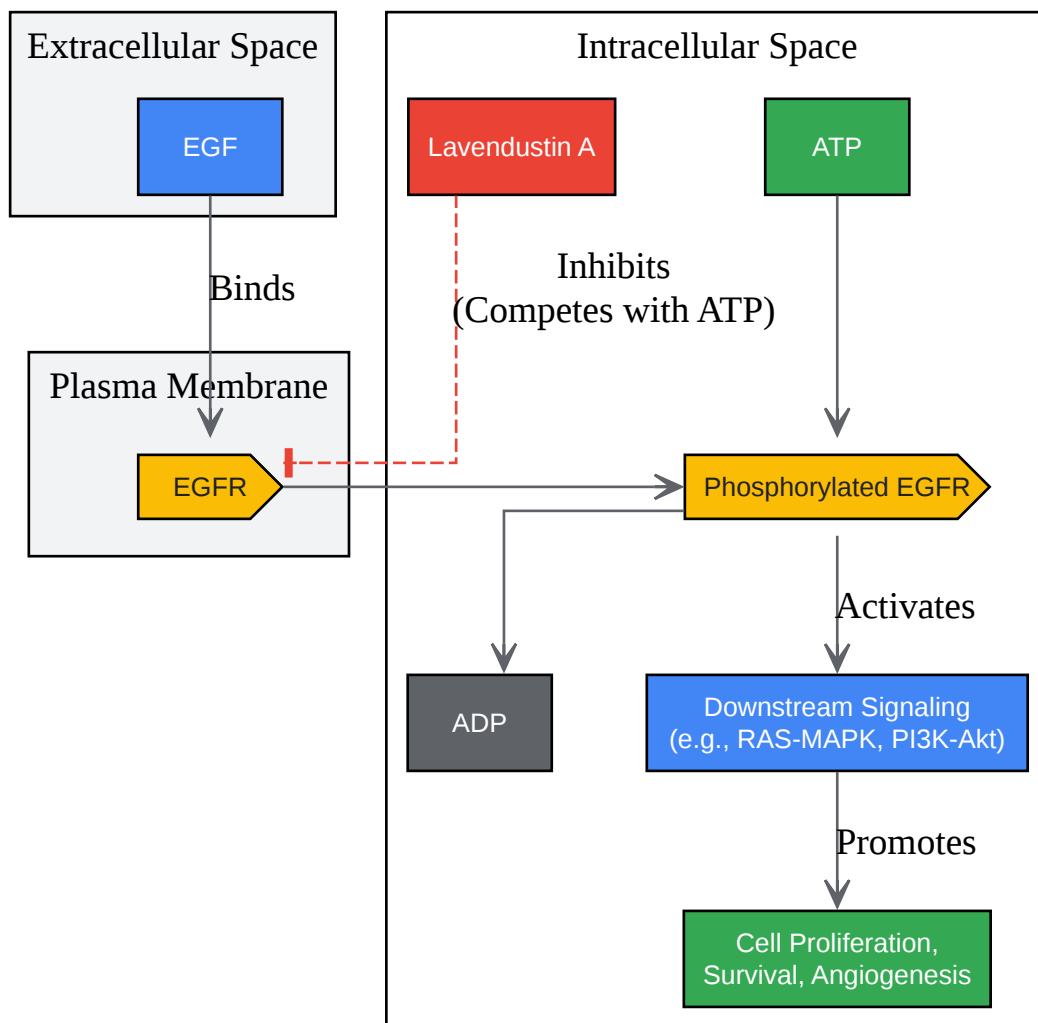 Extracellular Space
Intracellular Space
EGF
Lavendustin A
ATP
Binds
Inhibits
(Competes with ATP)
Plasma Membrane
EGFR
Phosphorylated EGFR
Activates
ADP
Downstream Signaling
(e.g., RAS-MAPK, PI3K-Akt)
Promotes
Cell Proliferation,
Survival, Angiogenesis